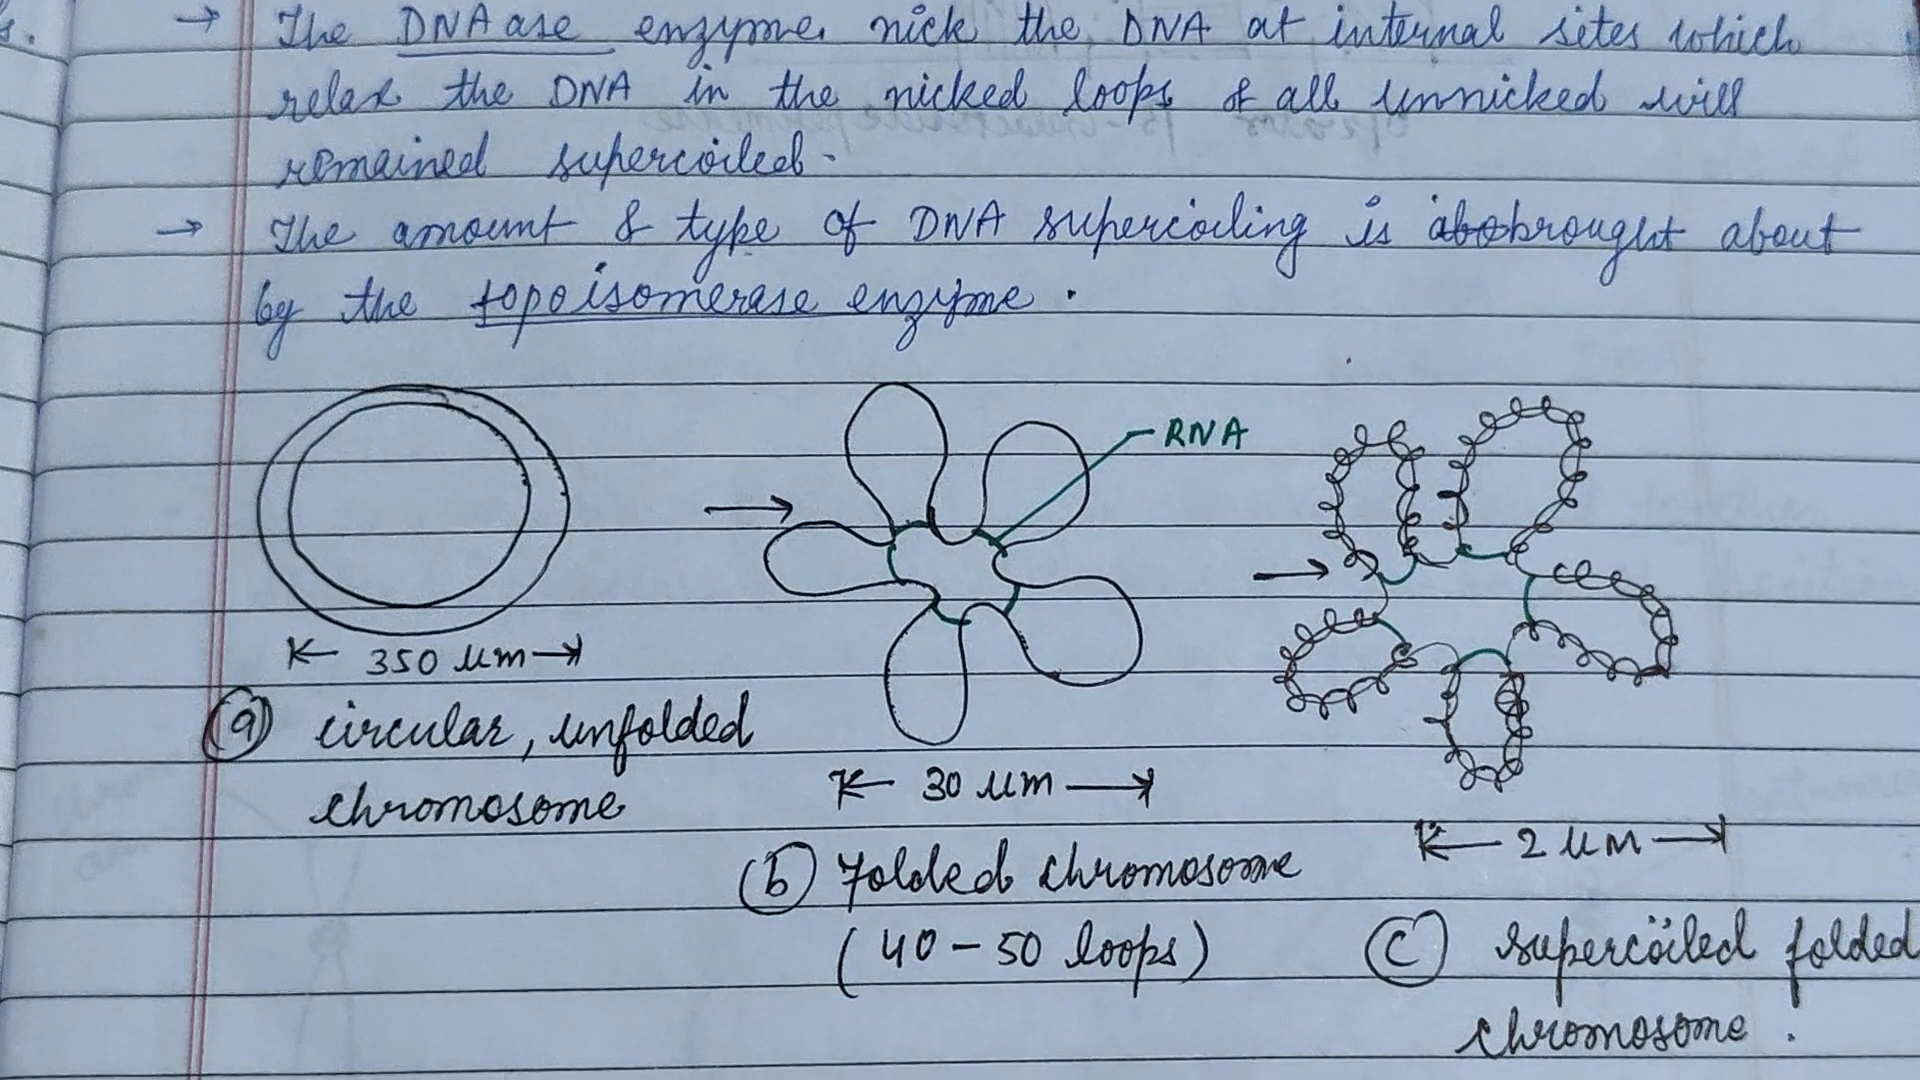 → The DNAase enzyme nick the DNA at internal sites which
relax the DNA in the nicked loops & all unnicked will
remained supercoiled.
→ The amount & type of DNA supercoiling is brought about
by the topoisomerase enzyme.
RNA
350 μm
(a) circular, unfolded
chromosome
30 μm
(b) Folded chromosome
(40-50 loops)
2 μm
(c) supercoiled folded
chromosome.